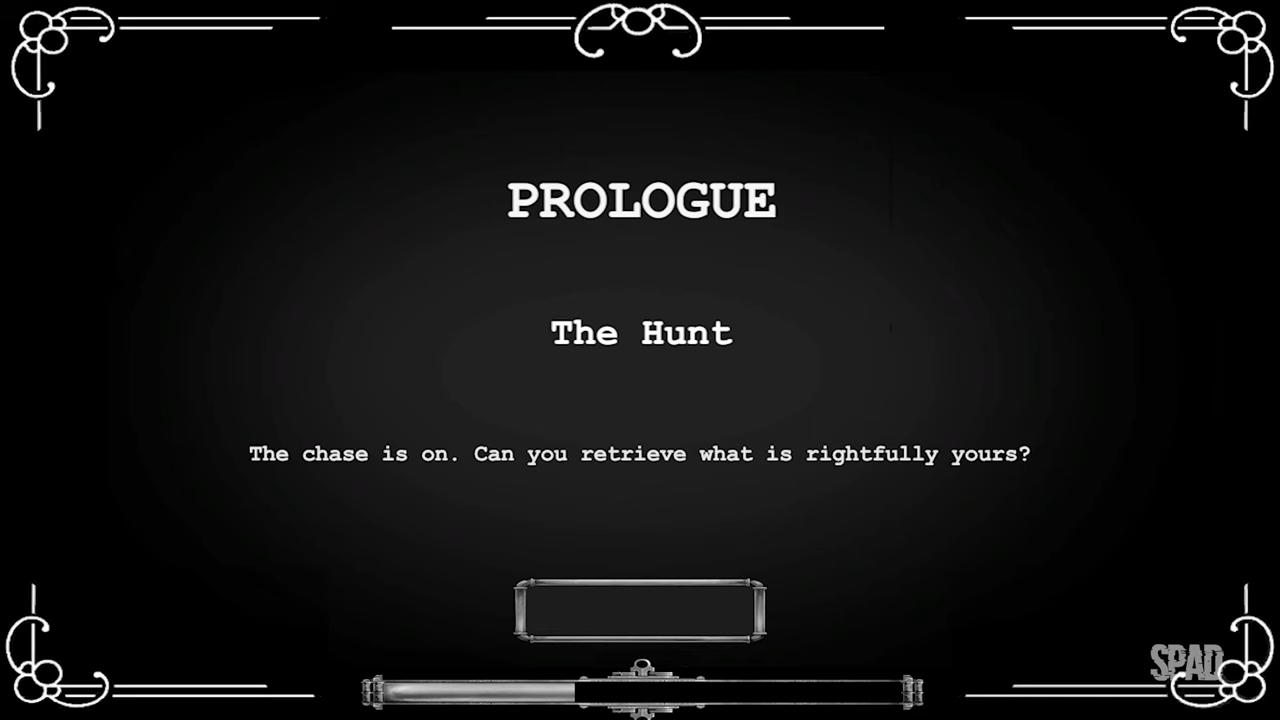 PROLOGUE
The Hunt
The chase is on. Can you retrieve what is rightfully yours?
SPAD